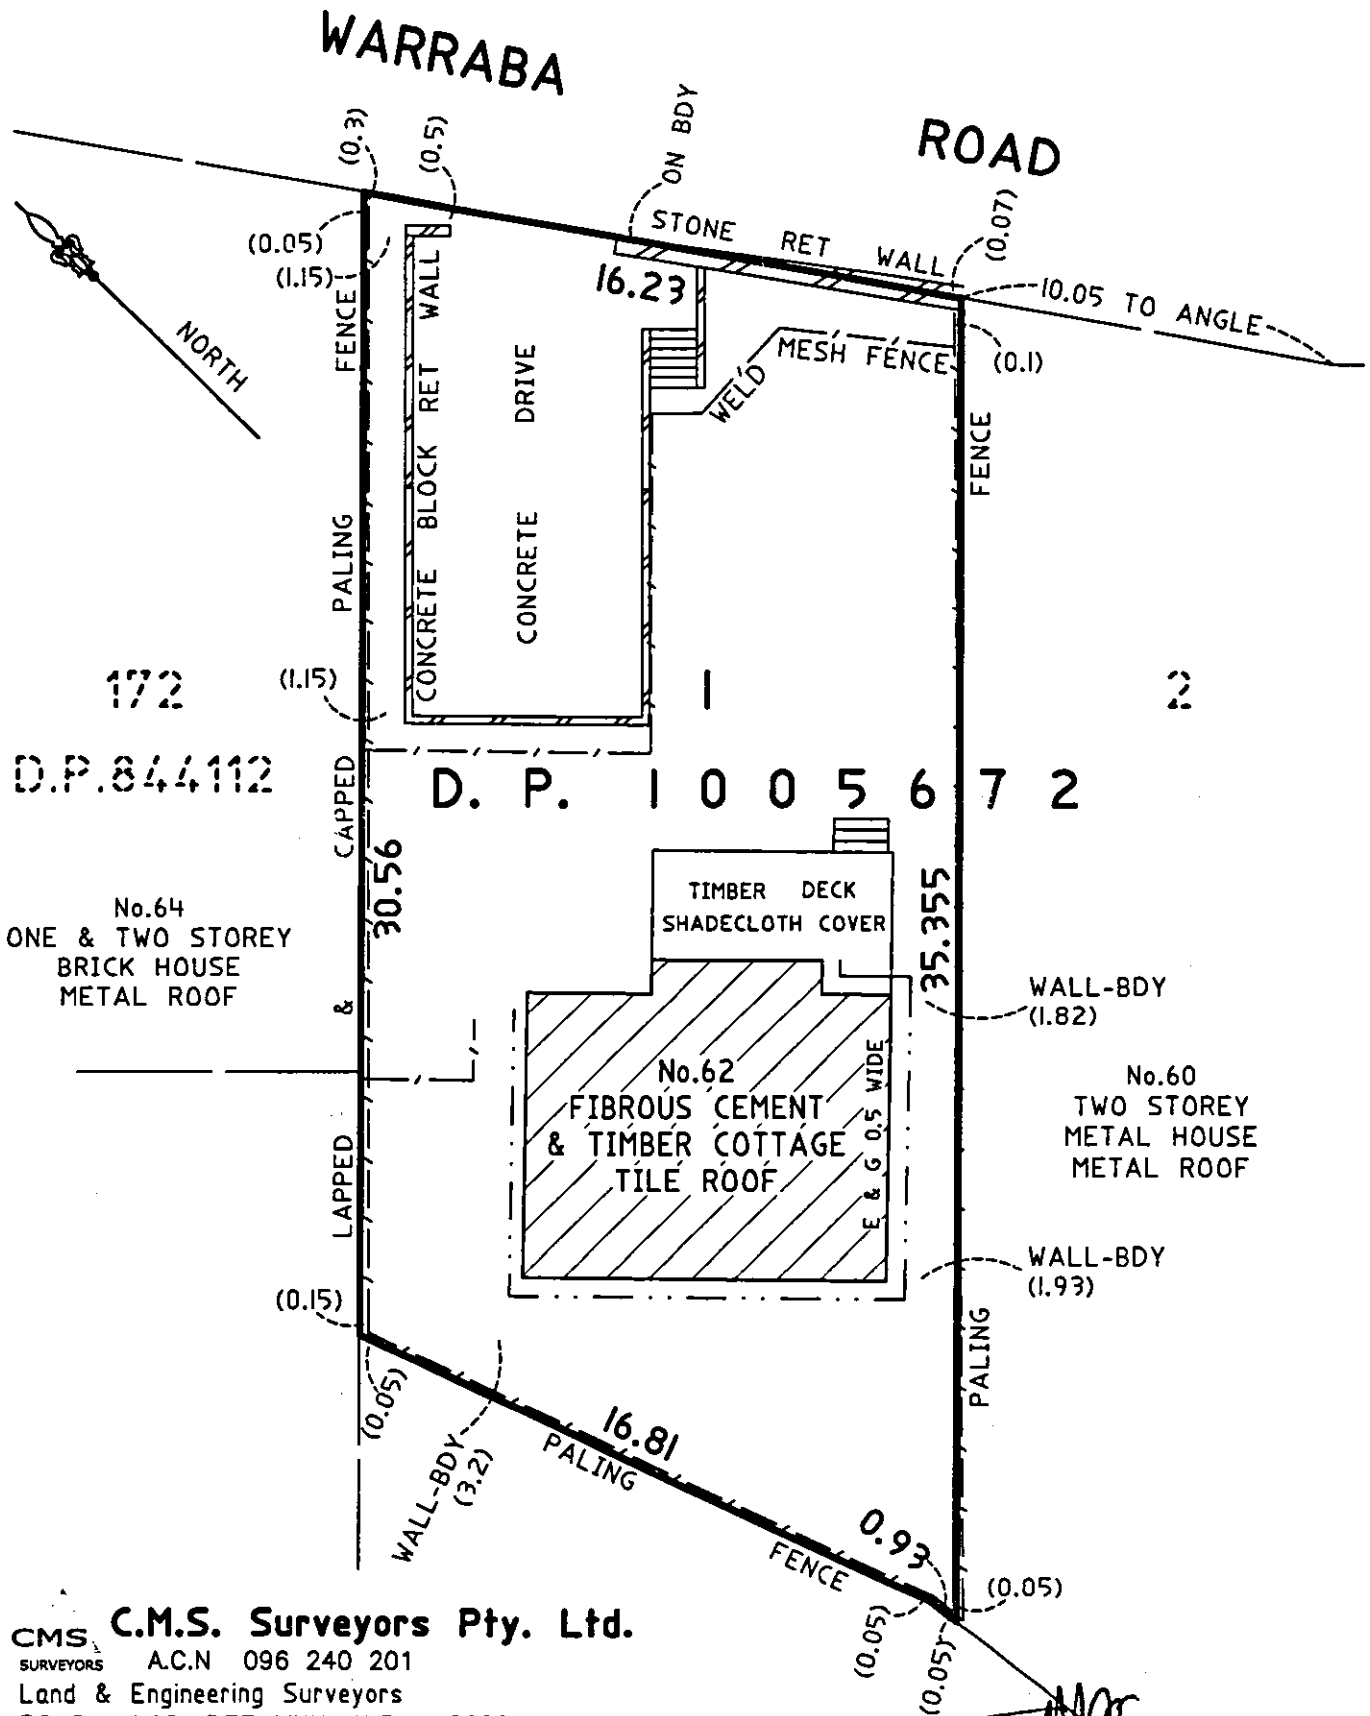 WARRABA ROAD
(0.3)
(0.5)
ON BDY
(0.07)
STONE RET WALL
(0.05)
(1.15)
16.23
10.05 TO ANGLE
NORTH
MESH FENCE
WELD
(0.1)
FENCE
FENCE
PALING
CONCRETE BLOCK RET WALL
CONCRETE DRIVE
(1.15)
172
D.P.844112
1
2
D. P. 1005672
CAPPED
30.56
35.355
TIMBER DECK
SHADECLOTH COVER
No.64
ONE & TWO STOREY
BRICK HOUSE
METAL ROOF
&
LAPPED
WALL-BDY
(1.82)
No.62
FIBROUS CEMENT
& TIMBER COTTAGE
TILE ROOF
E & G 0.5 WIDE
No.60
TWO STOREY
METAL HOUSE
METAL ROOF
WALL-BDY
(1.93)
(0.15)
PALING
(0.05)
WALL-BDY
(3.2)
16.81
PALING
FENCE
0.93
(0.05)
(0.05)
(0.05)
CMS
SURVEYORS
C.M.S. Surveyors Pty. Ltd.
A.C.N 096 240 201
Land & Engineering Surveyors